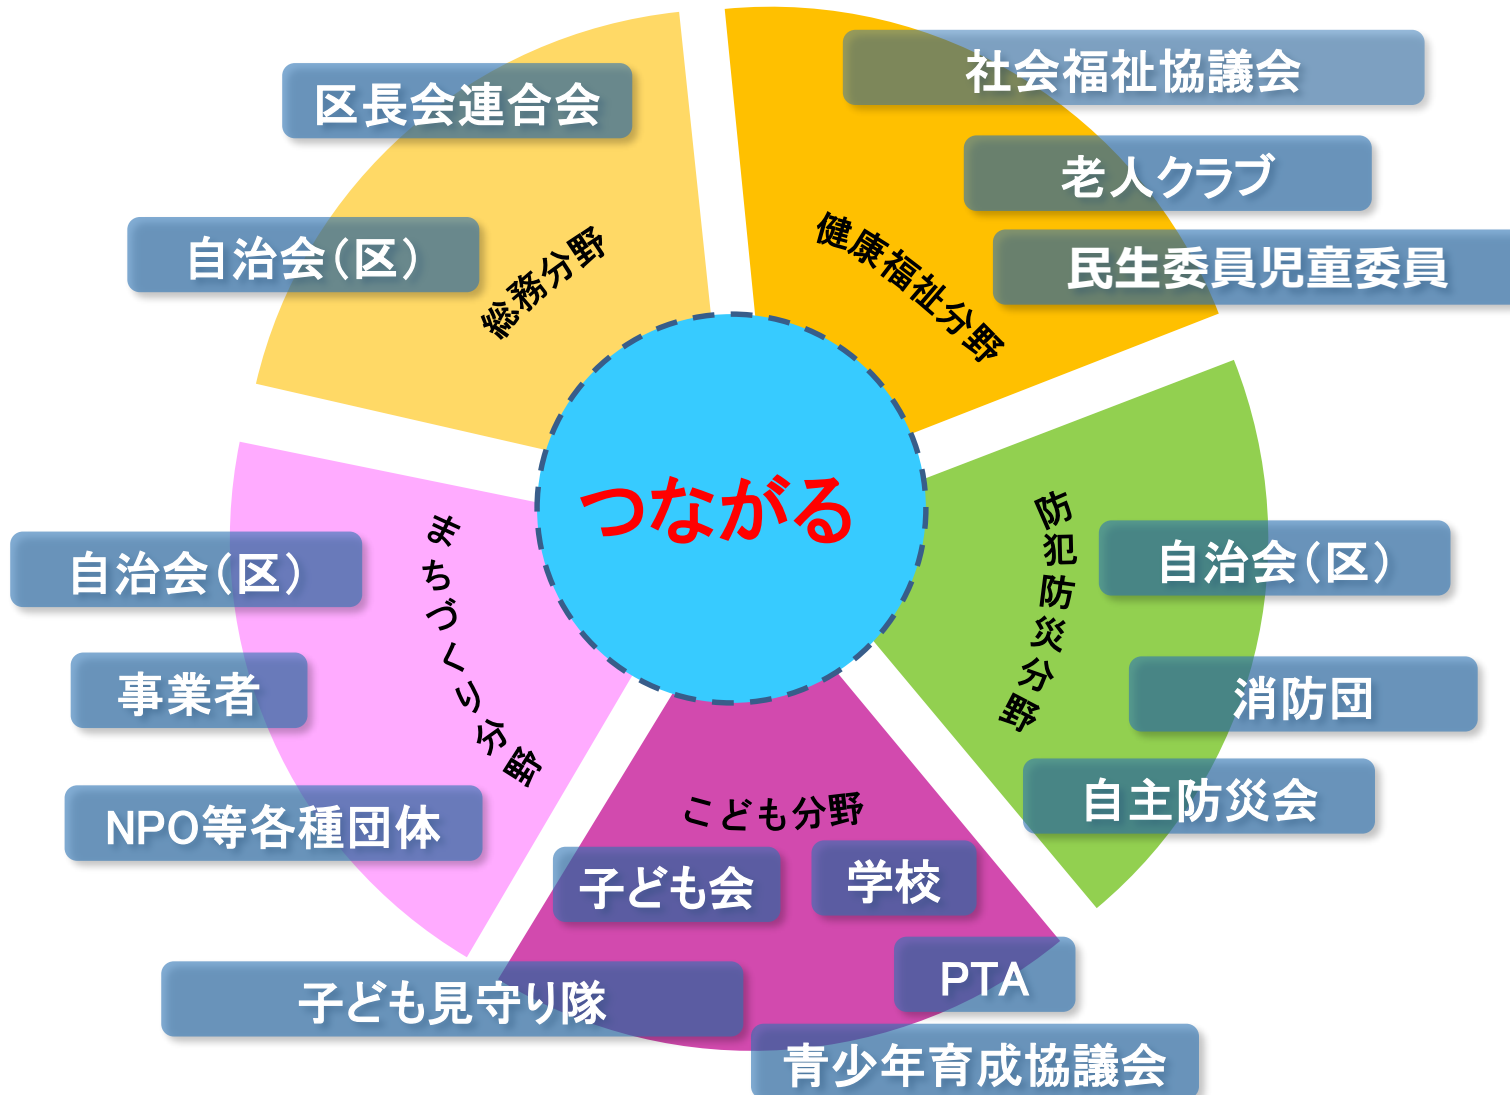 区長会連合会
自治会（区）
総務分野
社会福祉協議会
老人クラブ
民生委員児童委員
健康福祉分野
つながる
防犯防災分野
自治会（区）
消防団
自主防災会
まちづくり分野
自治会（区）
事業者
NPO等各種団体
こども分野
子ども会
学校
PTA
子ども見守り隊
青少年育成協議会